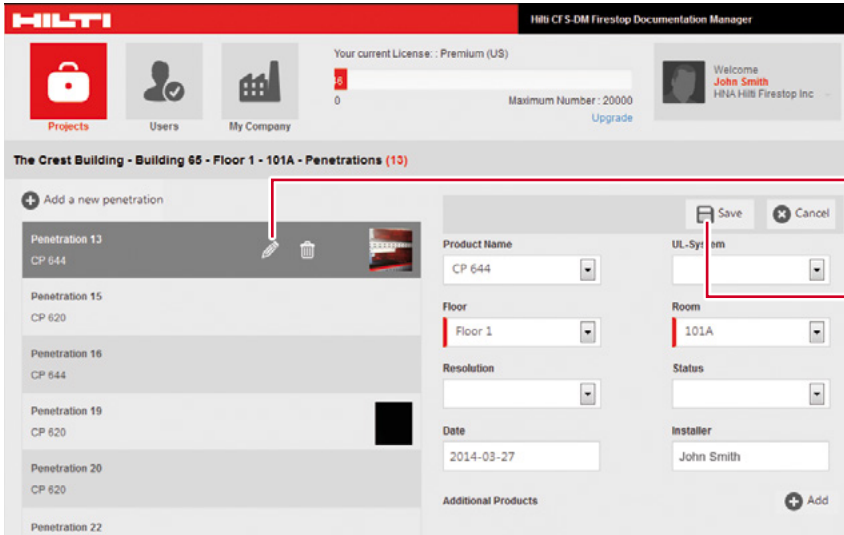 HILTI
Hilti CFS-DM Firestop Documentation Manager
Your current License: : Premium (US)
0
Maximum Number : 20000
Upgrade
Welcome
John Smith
HNA Hilti Firestop Inc
Projects
Users
My Company
The Crest Building - Building 65 - Floor 1 - 101A - Penetrations (13)
Add a new penetration
Penetration 13
CP 644
Penetration 15
CP 620
Penetration 16
CP 644
Penetration 19
CP 620
Penetration 20
CP 620
Penetration 22
Save
Cancel
Product Name
UL-System
CP 644
Floor
Room
Floor 1
101A
Resolution
Status
Date
Installer
2014-03-27
John Smith
Additional Products
Add